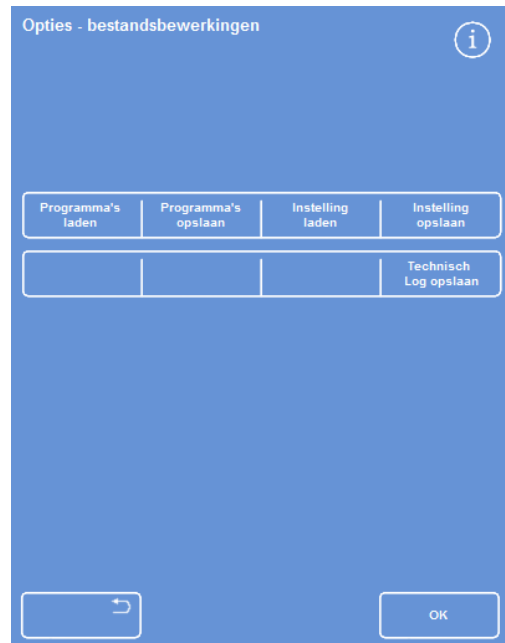 Opties - bestandsbewerkingen
i
Programma's
laden
Programma's
opslaan
Instelling
laden
Instelling
opslaan
Technisch
Log opslaan
OK